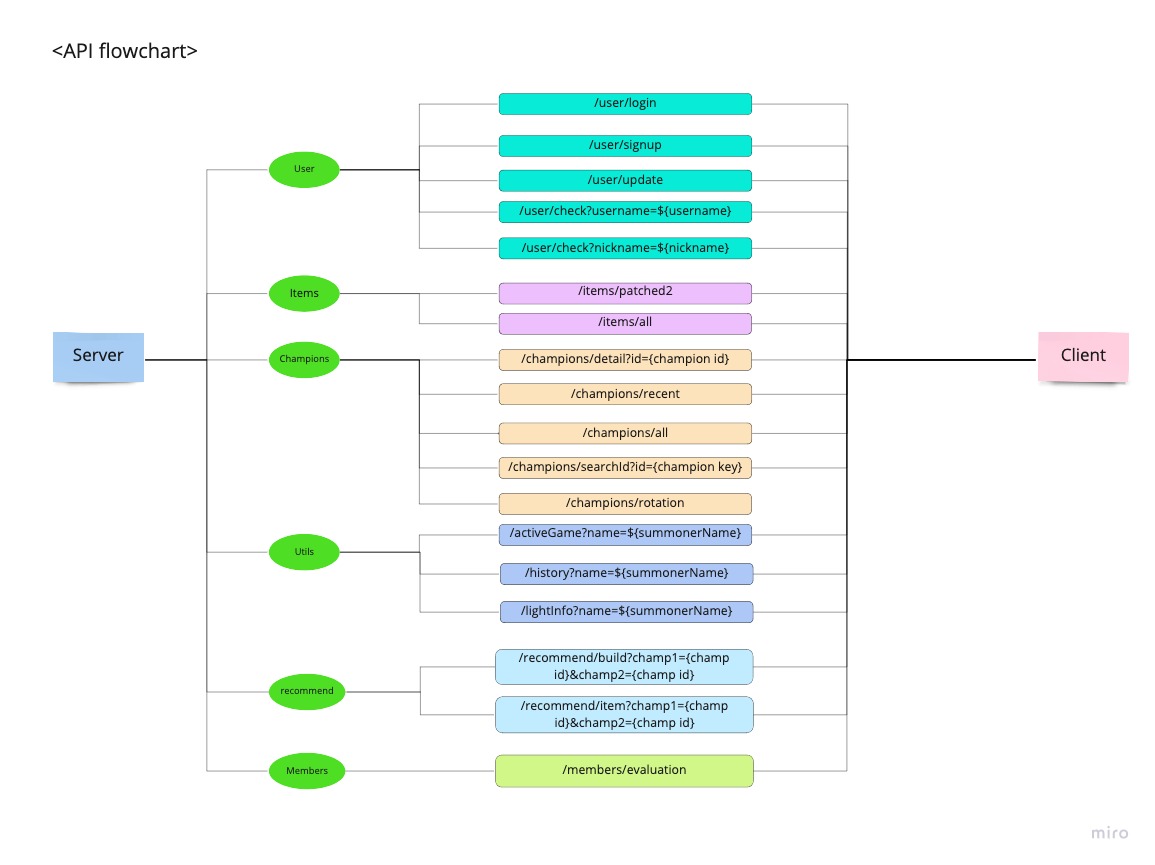 <API flowchart>
/user/login
/user/signup
User
/user/update
/user/check?username=${username}
/user/check?nickname=${nickname}
Items
/items/patched2
/items/all
Server
Champions
/champions/detail?id={champion id}
Client
/champions/recent
/champions/all
/champions/searchId?id={champion key}
/champions/rotation
/activeGame?name=${summonerName}
Utils
/history?name=${summonerName}
/lightInfo?name=${summonerName}
/recommend/build?champ1={champ
id}&champ2={champ id}
recommend
/recommend/item?champ1={champ
id}&champ2={champ id}
Members
/members/evaluation
miro